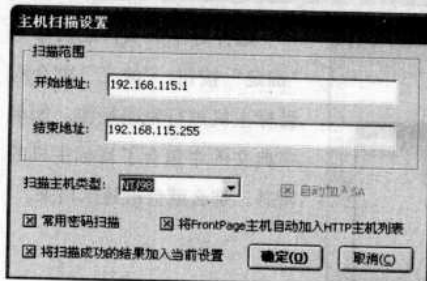 主机扫描设置
扫描范围
开始地址: 192.168.115.1
结束地址: 192.168.115.255
扫描主机类型: NT/98 自动加入SA
常用密码扫描 将FrontPage主机自动加入HTTP主机列表
将扫描成功的结果加入当前设置 确定(O) 取消(C)